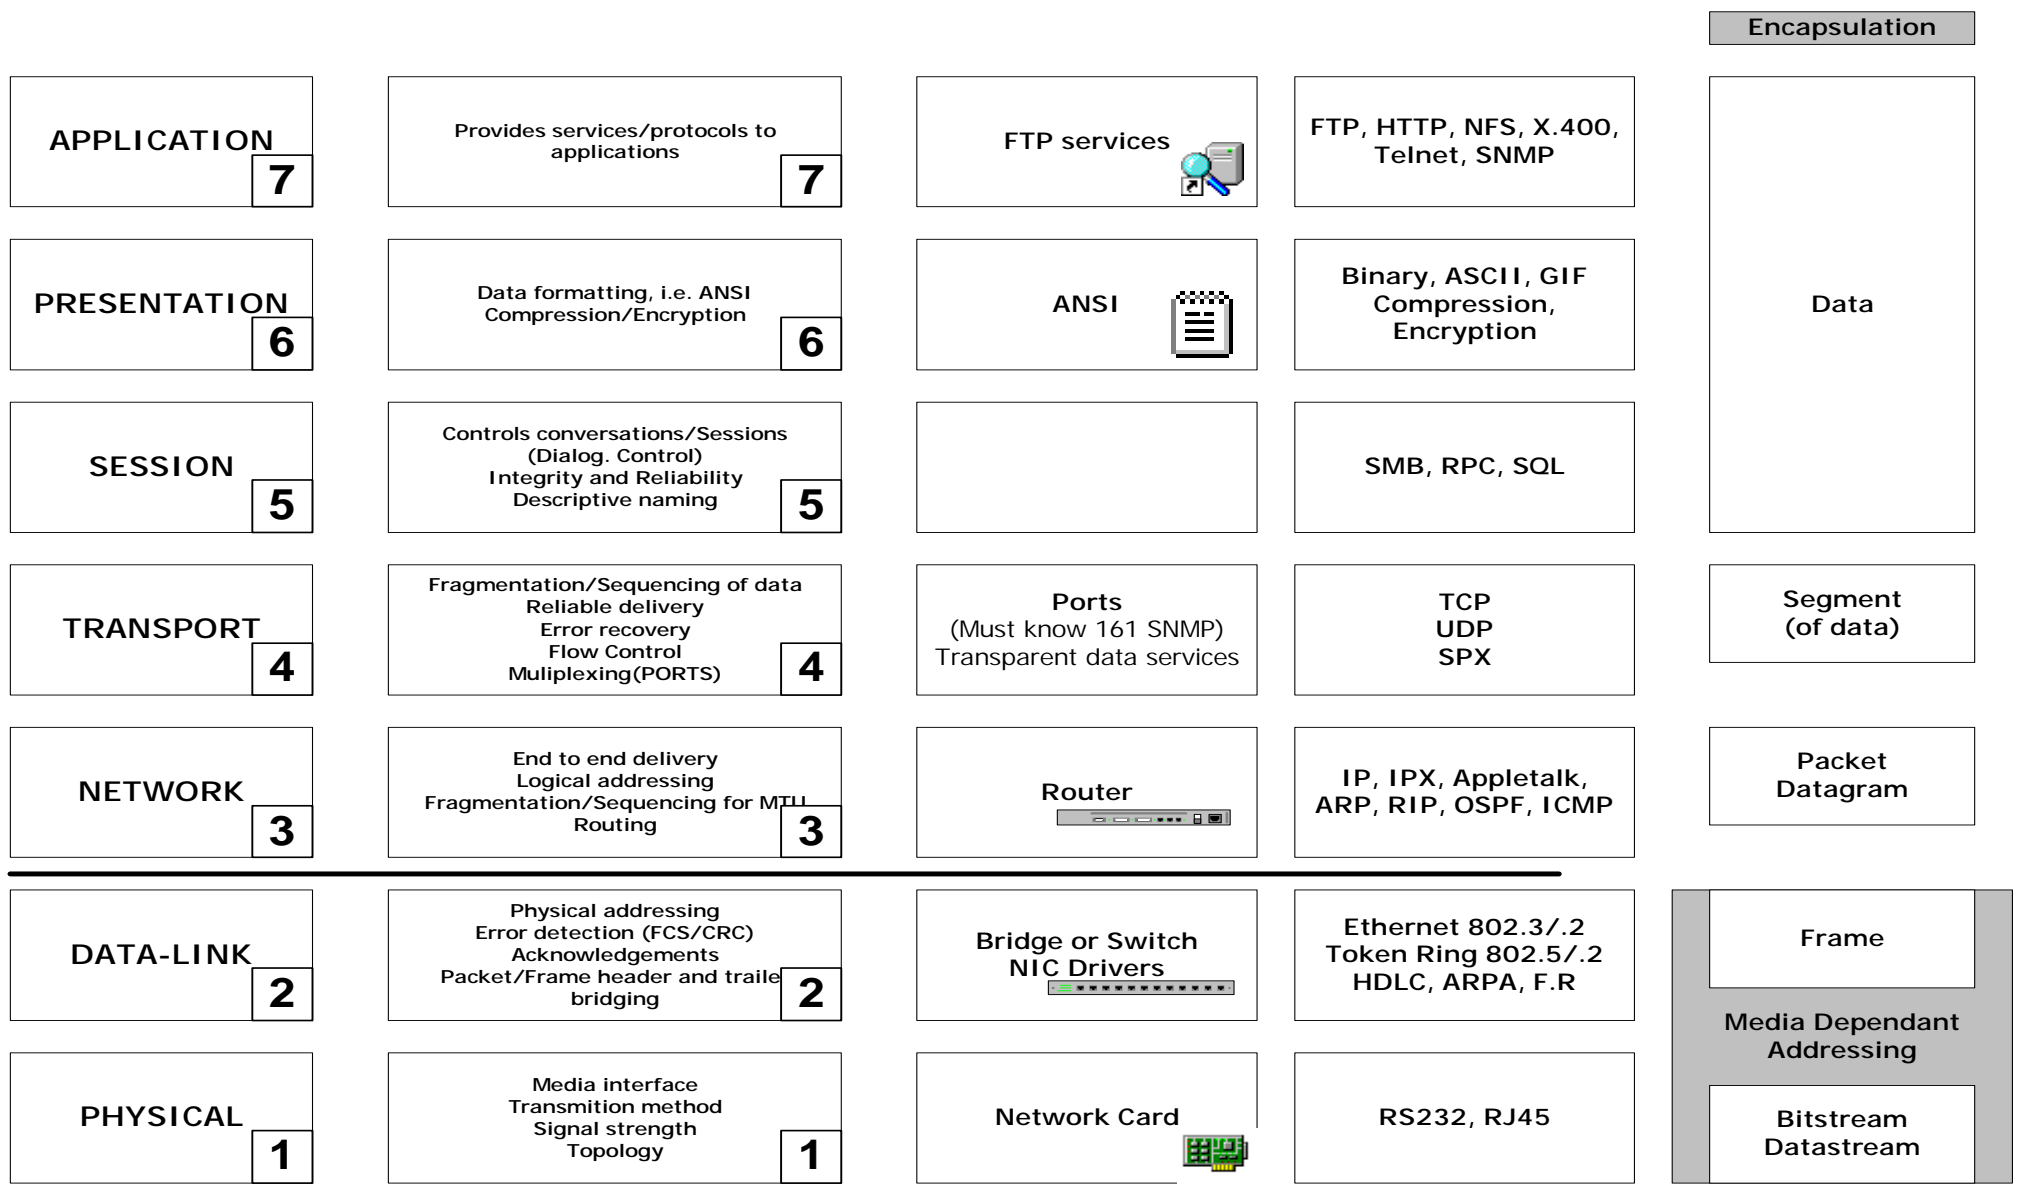 Encapsulation
APPLICATION
7
Provides services/protocols to
applications
7
FTP services
FTP, HTTP, NFS, X.400,
Telnet, SNMP
PRESENTATION
6
Data formatting, i.e. ANSI
Compression/Encryption
6
ANSI
Binary, ASCII, GIF
Compression,
Encryption
Data
SESSION
5
Controls conversations/Sessions
(Dialog. Control)
Integrity and Reliability
Descriptive naming
5
SMB, RPC, SQL
TRANSPORT
4
Fragmentation/Sequencing of data
Reliable delivery
Error recovery
Flow Control
Muliplexing(PORTS)
4
Ports
(Must know 161 SNMP)
Transparent data services
TCP
UDP
SPX
Segment
(of data)
NETWORK
3
End to end delivery
Logical addressing
Fragmentation/Sequencing for MTU
Routing
3
Router
IP, IPX, Appletalk,
ARP, RIP, OSPF, ICMP
Packet
Datagram
DATA-LINK
2
Physical addressing
Error detection (FCS/CRC)
Acknowledgements
Packet/Frame header and traile
bridging
2
Bridge or Switch
NIC Drivers
Ethernet 802.3/.2
Token Ring 802.5/.2
HDLC, ARPA, F.R
Frame
Media Dependant
Addressing
PHYSICAL
1
Media interface
Transmition method
Signal strength
Topology
1
Network Card
RS232, RJ45
Bitstream
Datastream